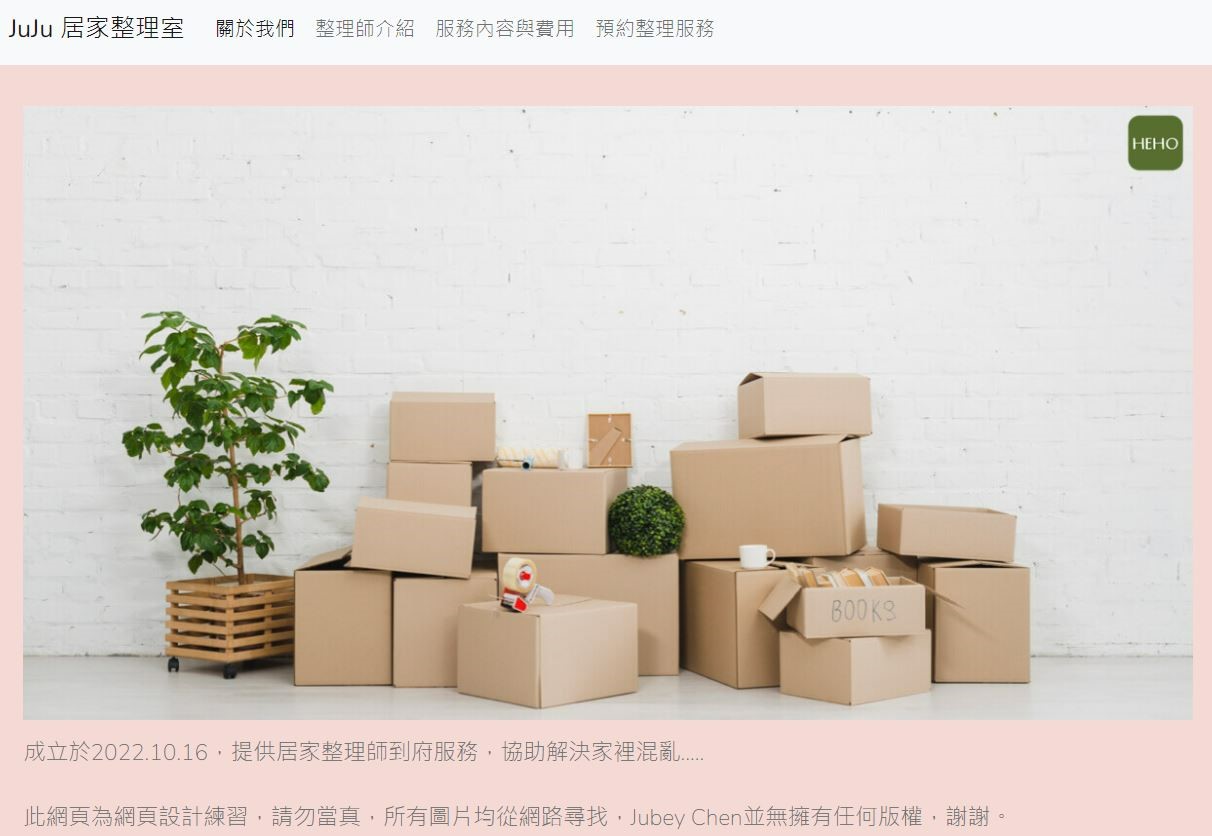 JuJu 居家整理室 關於我們 整理師介紹 服務內容與費用 預約整理服務
HEHO
BOOKS
成立於2022.10.16，提供居家整理師到府服務，協助解決家裡混亂.....
此網頁為網頁設計練習，請勿當真，所有圖片均從網路尋找，Jubey Chen並無擁有任何版權，謝謝。